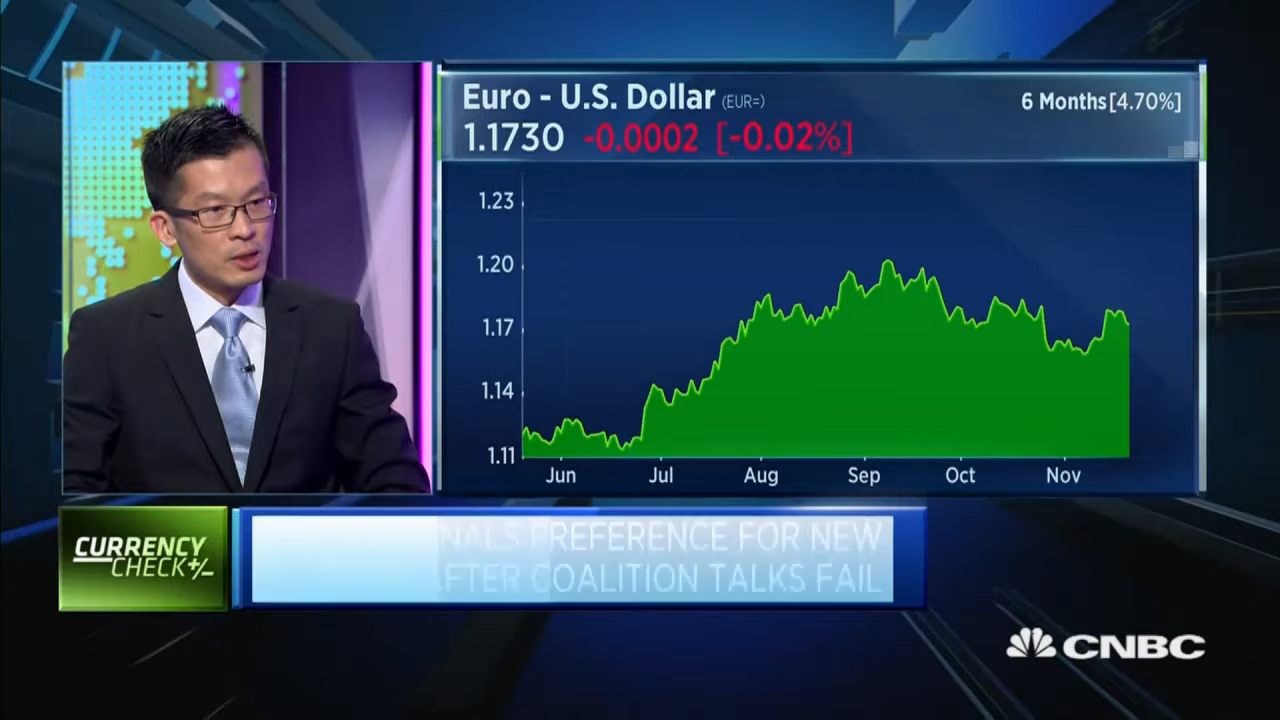 Euro - U.S. Dollar (EUR=)
6 Months[4.70%]
1.1730 -0.0002 [-0.02%]
1.23
1.20
1.17
1.14
1.11
Jun Jul Aug Sep Oct Nov
CURRENCY
CHECK+/-
PREFERENCE FOR NEW
COALITION TALKS FAIL
CNBC